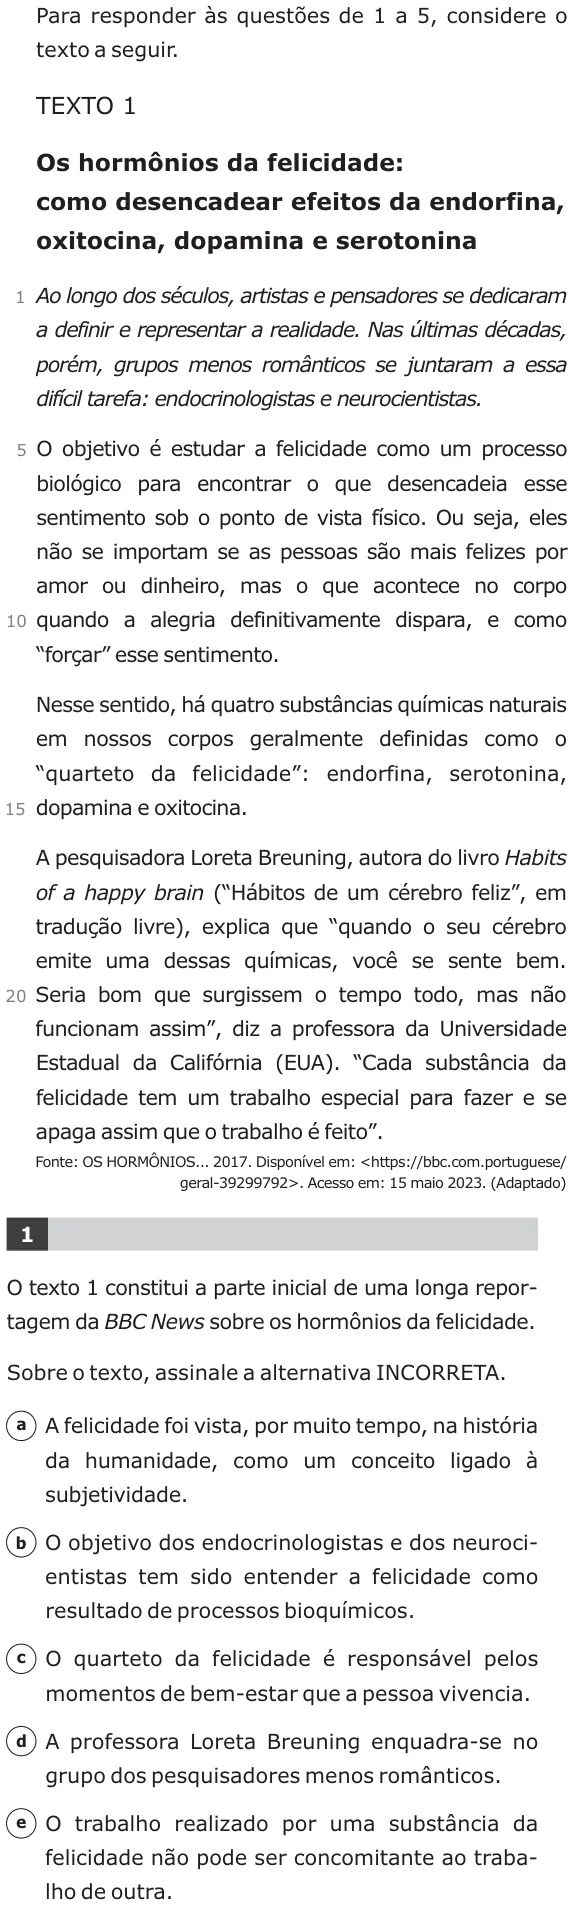 Para responder às questões de 1 a 5, considere o
texto a seguir.
TEXTO 1
Os hormônios da felicidade:
como desencadear efeitos da endorfina,
oxitocina, dopamina e serotonina
1 Ao longo dos séculos, artistas e pensadores se dedicaram
a definir e representar a realidade. Nas últimas décadas,
porém, grupos menos românticos se juntaram a essa
difícil tarefa: endocrinologistas e neurocientistas.
5 O objetivo é estudar a felicidade como um processo
biológico para encontrar o que desencadeia esse
sentimento sob o ponto de vista físico. Ou seja, eles
não se importam se as pessoas são mais felizes por
amor ou dinheiro, mas o que acontece no corpo
10 quando a alegria definitivamente dispara, e como
“forçar” esse sentimento.
Nesse sentido, há quatro substâncias químicas naturais
em nossos corpos geralmente definidas como o
“quarteto da felicidade”: endorfina, serotonina,
15 dopamina e oxitocina.
A pesquisadora Loreta Breuning, autora do livro Habits
of a happy brain (“Hábitos de um cérebro feliz”, em
tradução livre), explica que “quando o seu cérebro
emite uma dessas químicas, você se sente bem.
20 Seria bom que surgissem o tempo todo, mas não
funcionam assim”, diz a professora da Universidade
Estadual da Califórnia (EUA). “Cada substância da
felicidade tem um trabalho especial para fazer e se
apaga assim que o trabalho é feito”.
Fonte: OS HORMÔNIOS... 2017. Disponível em: <https://bbc.com.portuguese/
geral-39299792>. Acesso em: 15 maio 2023. (Adaptado)
1
O texto 1 constitui a parte inicial de uma longa repor-
tagem da BBC News sobre os hormônios da felicidade.
Sobre o texto, assinale a alternativa INCORRETA.
a A felicidade foi vista, por muito tempo, na história
da humanidade, como um conceito ligado à
subjetividade.
b O objetivo dos endocrinologistas e dos neuroci-
entistas tem sido entender a felicidade como
resultado de processos bioquímicos.
c O quarteto da felicidade é responsável pelos
momentos de bem-estar que a pessoa vivencia.
d A professora Loreta Breuning enquadra-se no
grupo dos pesquisadores menos românticos.
e O trabalho realizado por uma substância da
felicidade não pode ser concomitante ao traba-
lho de outra.